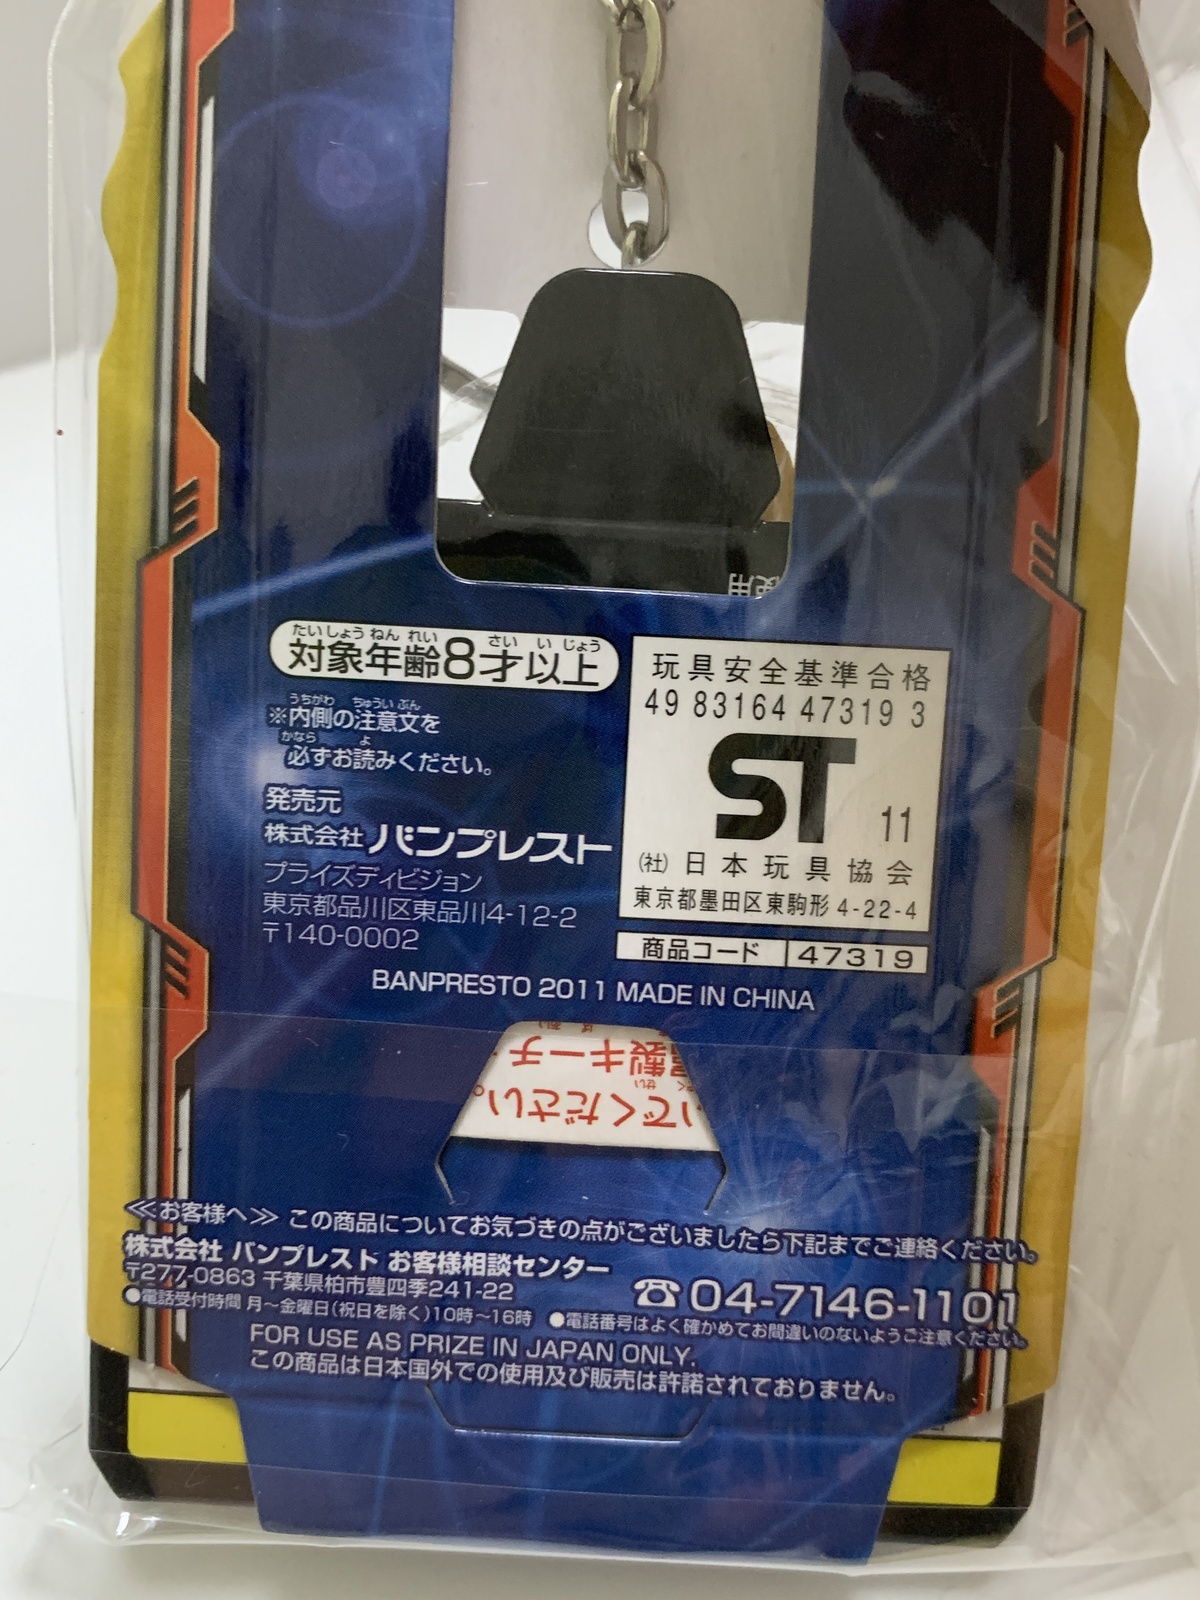 対象年齢8才以上
たいしょう ねん れい さい い じょう
※内側の注意文を
うちがわ ちゅうい ぶん
必ずお読みください。
かなら よ
発売元
株式会社 バンプレスト
プライズディビジョン
東京都品川区東品川4-12-2
〒140-0002
玩具安全基準合格
49 83164 47319 3
ST 11
(社) 日本玩具協会
東京都墨田区東駒形 4-22-4
商品コード 47319
BANPRESTO 2011 MADE IN CHINA
製キーチ
いでください。
≪お客様へ≫ この商品についてお気づきの点がございましたら下記までご連絡ください。
株式会社 バンプレスト お客様相談センター
〒277-0863 千葉県柏市豊四季241-22
☎04-7146-1101
●電話受付時間 月〜金曜日(祝日を除く)10時〜16時 ●電話番号はよく確かめてお間違いのないようご注意ください。
FOR USE AS PRIZE IN JAPAN ONLY.
この商品は日本国外での使用及び販売は許諾されておりません。